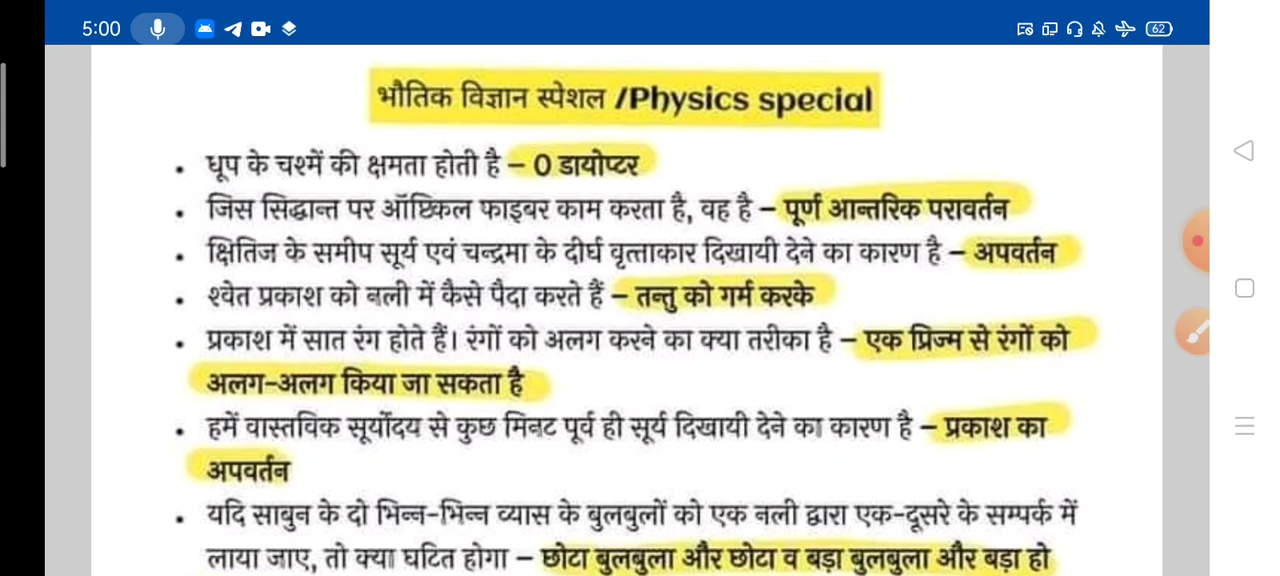 5:00
62
भौतिक विज्ञान स्पेशल /Physics special
• धूप के चश्में की क्षमता होती है – 0 डायोप्टर
• जिस सिद्धान्त पर ऑप्टिकल फाइबर काम करता है, वह है – पूर्ण आन्तरिक परावर्तन
• क्षितिज के समीप सूर्य एवं चन्द्रमा के दीर्घ वृत्ताकार दिखायी देने का कारण है – अपवर्तन
• श्वेत प्रकाश को नली में कैसे पैदा करते हैं – तन्तु को गर्म करके
• प्रकाश में सात रंग होते हैं। रंगों को अलग करने का क्या तरीका है – एक प्रिज्म से रंगों को
अलग-अलग किया जा सकता है
• हमें वास्तविक सूर्योदय से कुछ मिनट पूर्व ही सूर्य दिखायी देने का कारण है – प्रकाश का
अपवर्तन
• यदि साबुन के दो भिन्न-भिन्न व्यास के बुलबुलों को एक नली द्वारा एक-दूसरे के सम्पर्क में
लाया जाए, तो क्या घटित होगा – छोटा बुलबुला और छोटा व बड़ा बुलबुला और बड़ा हो